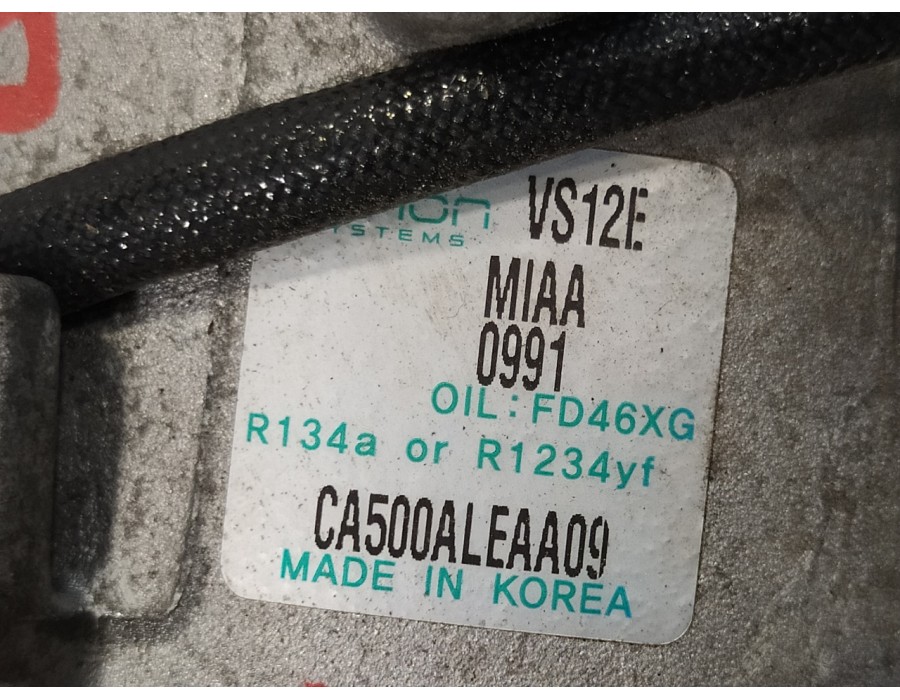 VS12E
MIAA
0991
OIL:FD46XG
R134a or R1234yf
CA500ALEAA09
MADE IN KOREA